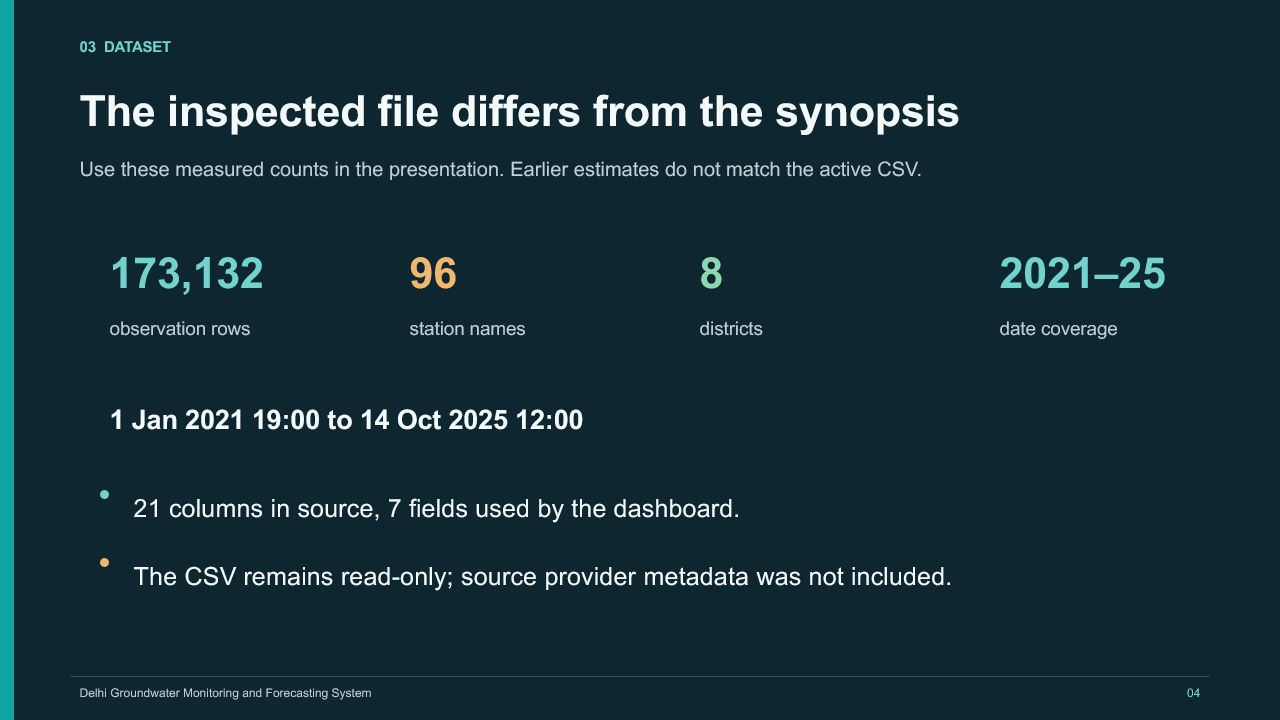 03 DATASET
The inspected file differs from the synopsis
Use these measured counts in the presentation. Earlier estimates do not match the active CSV.
173,132
observation rows
96
station names
8
districts
2021–25
date coverage
1 Jan 2021 19:00 to 14 Oct 2025 12:00
• 21 columns in source, 7 fields used by the dashboard.
• The CSV remains read-only; source provider metadata was not included.
Delhi Groundwater Monitoring and Forecasting System
04